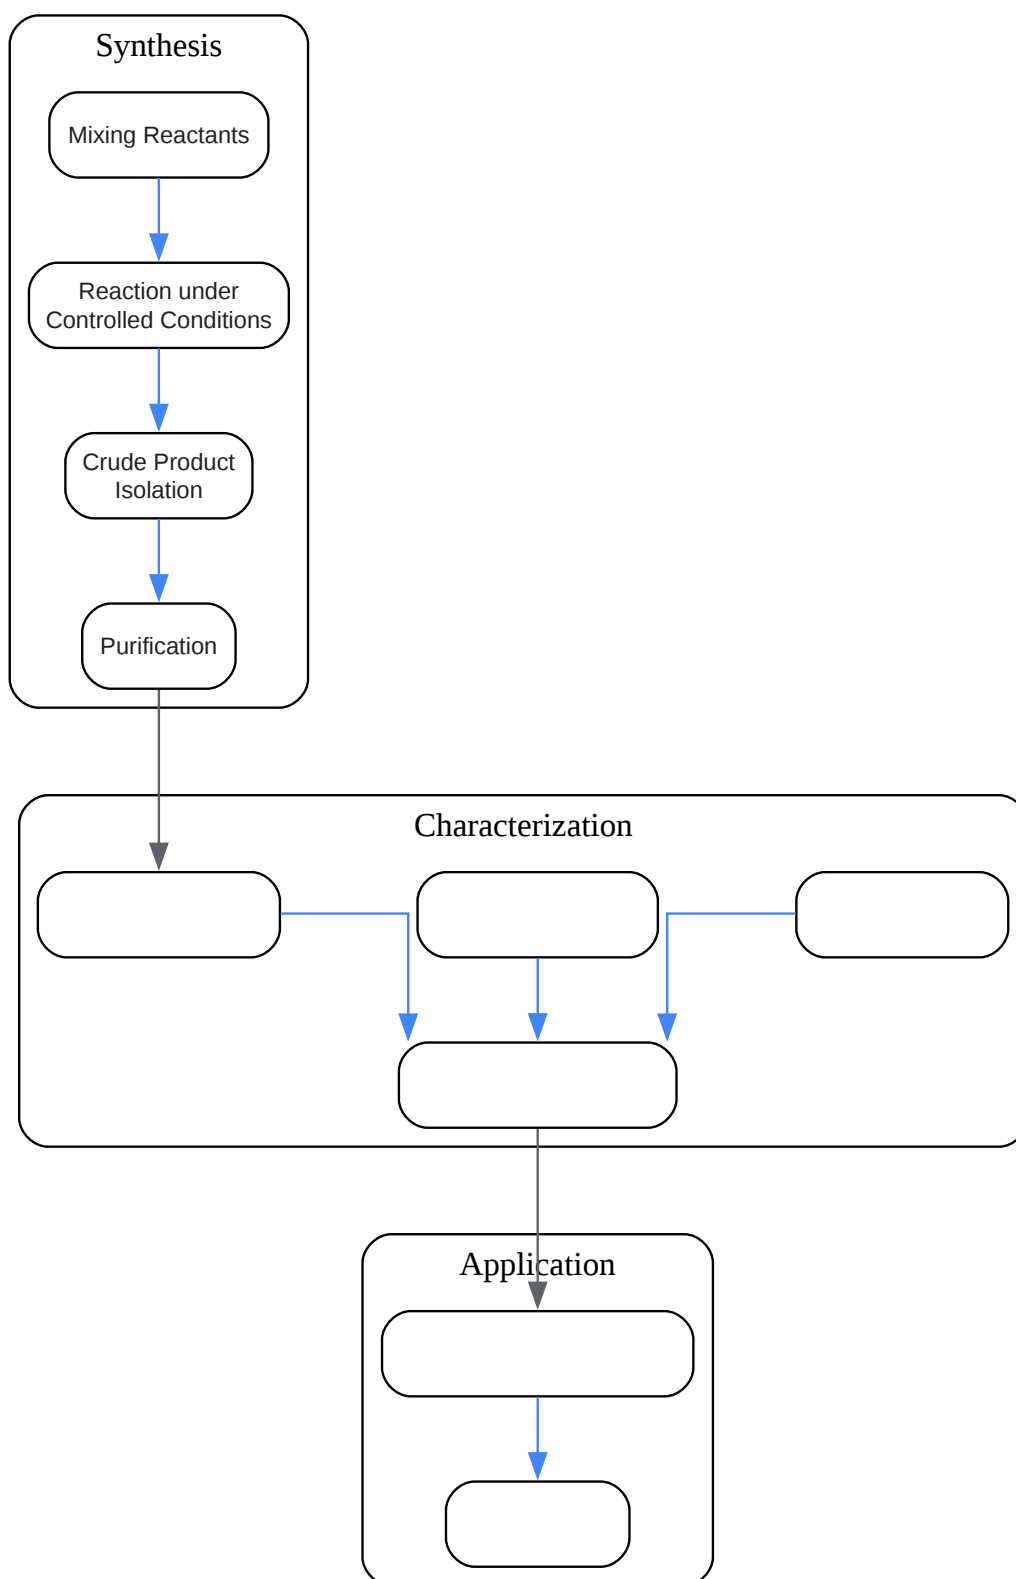 Synthesis
Mixing Reactants
Reaction under
Controlled Conditions
Crude Product
Isolation
Purification
Characterization
Application